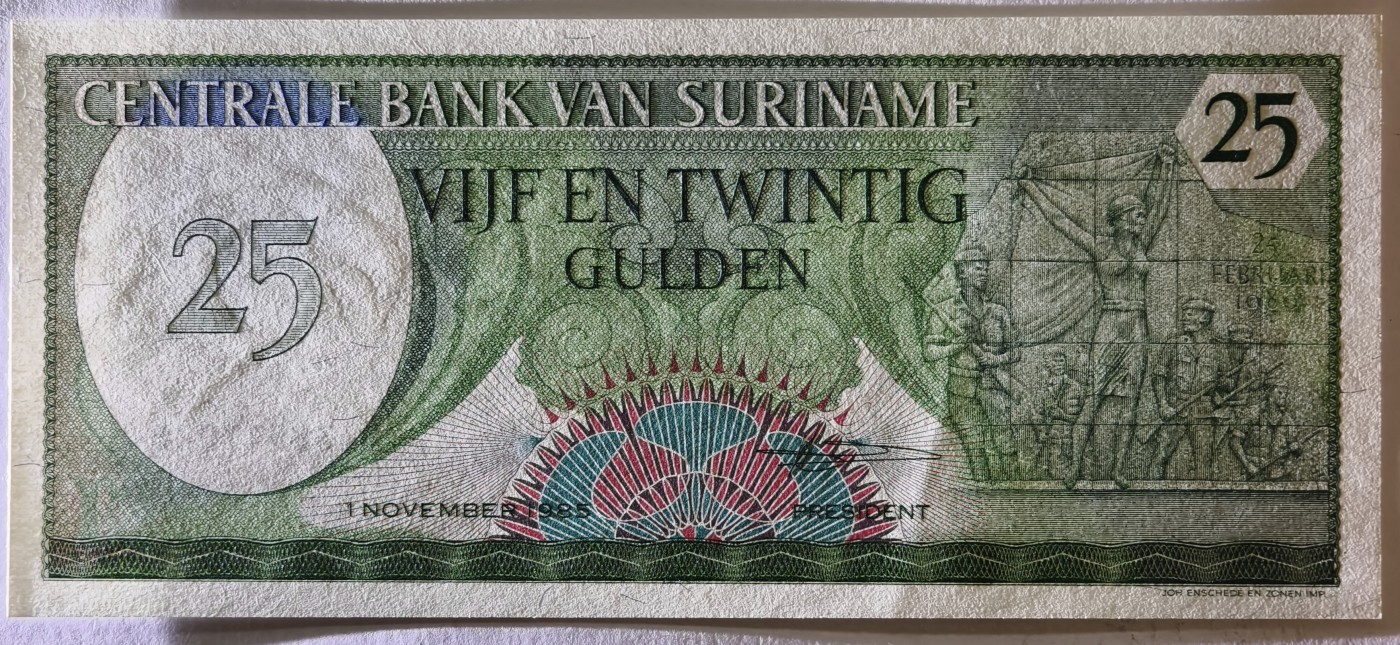 CENTRALE BANK VAN SURINAME
25
VIJF EN TWINTIG
GULDEN
25
25
FEBRUARI
1 NOVEMBER 1985
PRESIDENT
JOH. ENSCHEDE EN ZONEN IMP.